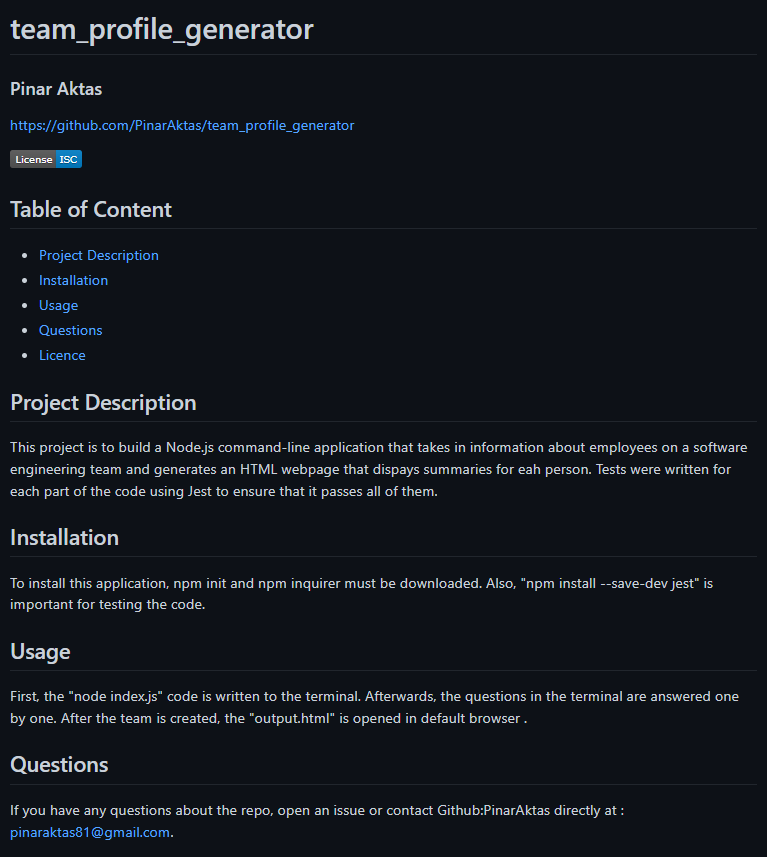 team_profile_generator
Pinar Aktas
https://github.com/PinarAktas/team_profile_generator
License ISC
Table of Content
Project Description
Installation
Usage
Questions
Licence
Project Description
This project is to build a Node.js command-line application that takes in information about employees on a software
engineering team and generates an HTML webpage that dispays summaries for eah person. Tests were written for
each part of the code using Jest to ensure that it passes all of them.
Installation
To install this application, npm init and npm inquirer must be downloaded. Also, "npm install --save-dev jest" is
important for testing the code.
Usage
First, the "node index.js" code is written to the terminal. Afterwards, the questions in the terminal are answered one
by one. After the team is created, the "output.html" is opened in default browser .
Questions
If you have any questions about the repo, open an issue or contact Github:PinarAktas directly at :
pinaraktas81@gmail.com.